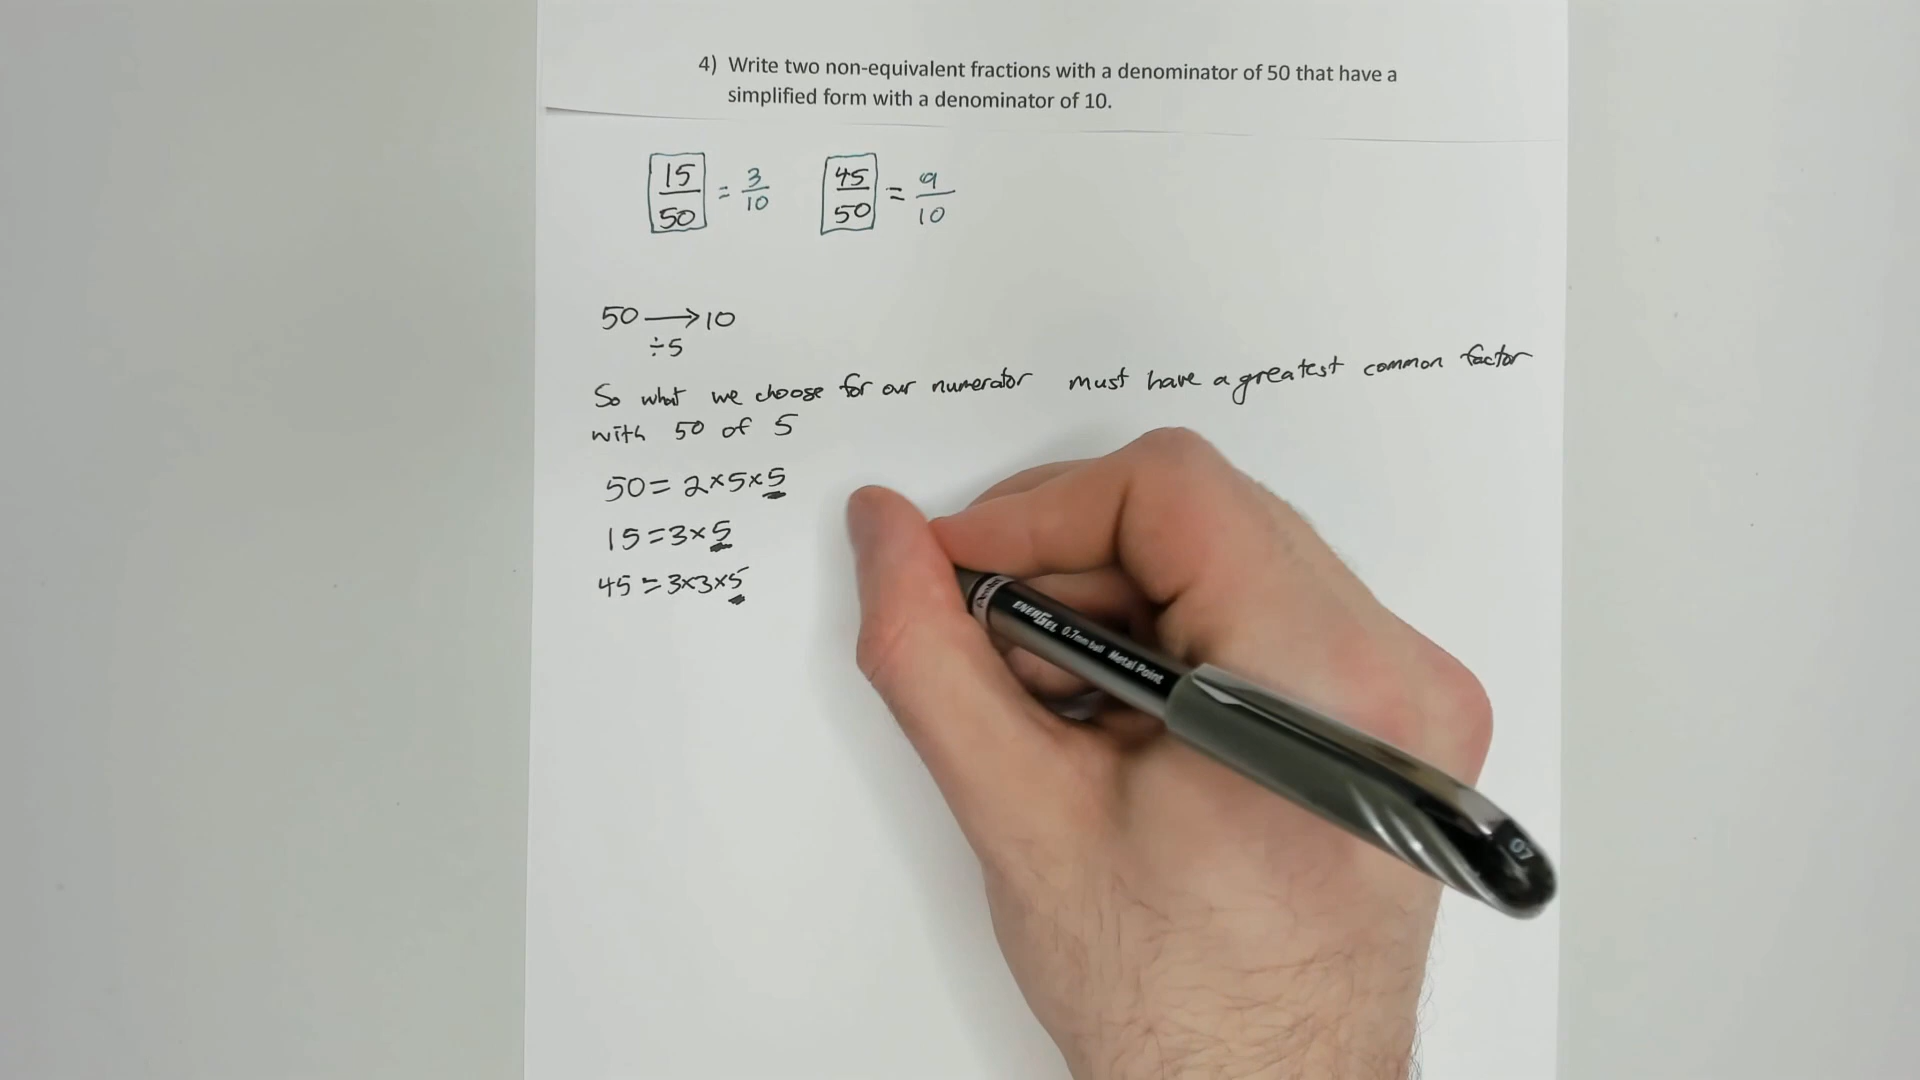 4) Write two non-equivalent fractions with a denominator of 50 that have a
simplified form with a denominator of 10.
15/50 = 3/10 45/50 = 9/10
50 → 10
÷5
So what we choose for our numerator must have a greatest common factor
with 50 of 5
50 = 2×5×5
15 = 3×5
45 = 3×3×5
Pentel ENERGEL 0.7mm ball Metal Point
07